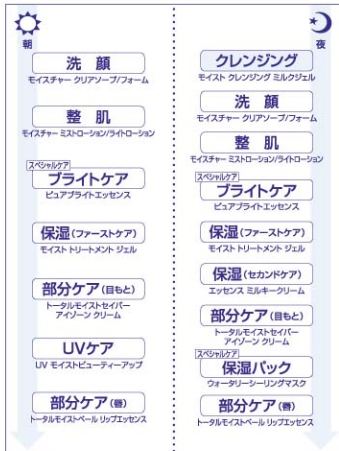 朝
洗 顔
モイスチャー クリアソープ/フォーム
整 肌
モイスチャー ミストローション/ライトローション
スペシャルケア
ブライトケア
ピュアブライトエッセンス
保湿(ファーストケア)
モイスト トリートメント ジェル
部分ケア(目もと)
トータルモイストセイバー
アイゾーン クリーム
UVケア
UV モイストビューティーアップ
部分ケア(唇)
トータルモイストベール リップエッセンス
夜
クレンジング
モイスト クレンジング ミルクジェル
洗 顔
モイスチャー クリアソープ/フォーム
整 肌
モイスチャー ミストローション/ライトローション
スペシャルケア
ブライトケア
ピュアブライトエッセンス
保湿(ファーストケア)
モイスト トリートメント ジェル
保湿(セカンドケア)
エッセンス ミルキークリーム
部分ケア(目もと)
トータルモイストセイバー
アイゾーン クリーム
スペシャルケア
保湿パック
ウォータリーシーリングマスク
部分ケア(唇)
トータルモイストベール リップエッセンス